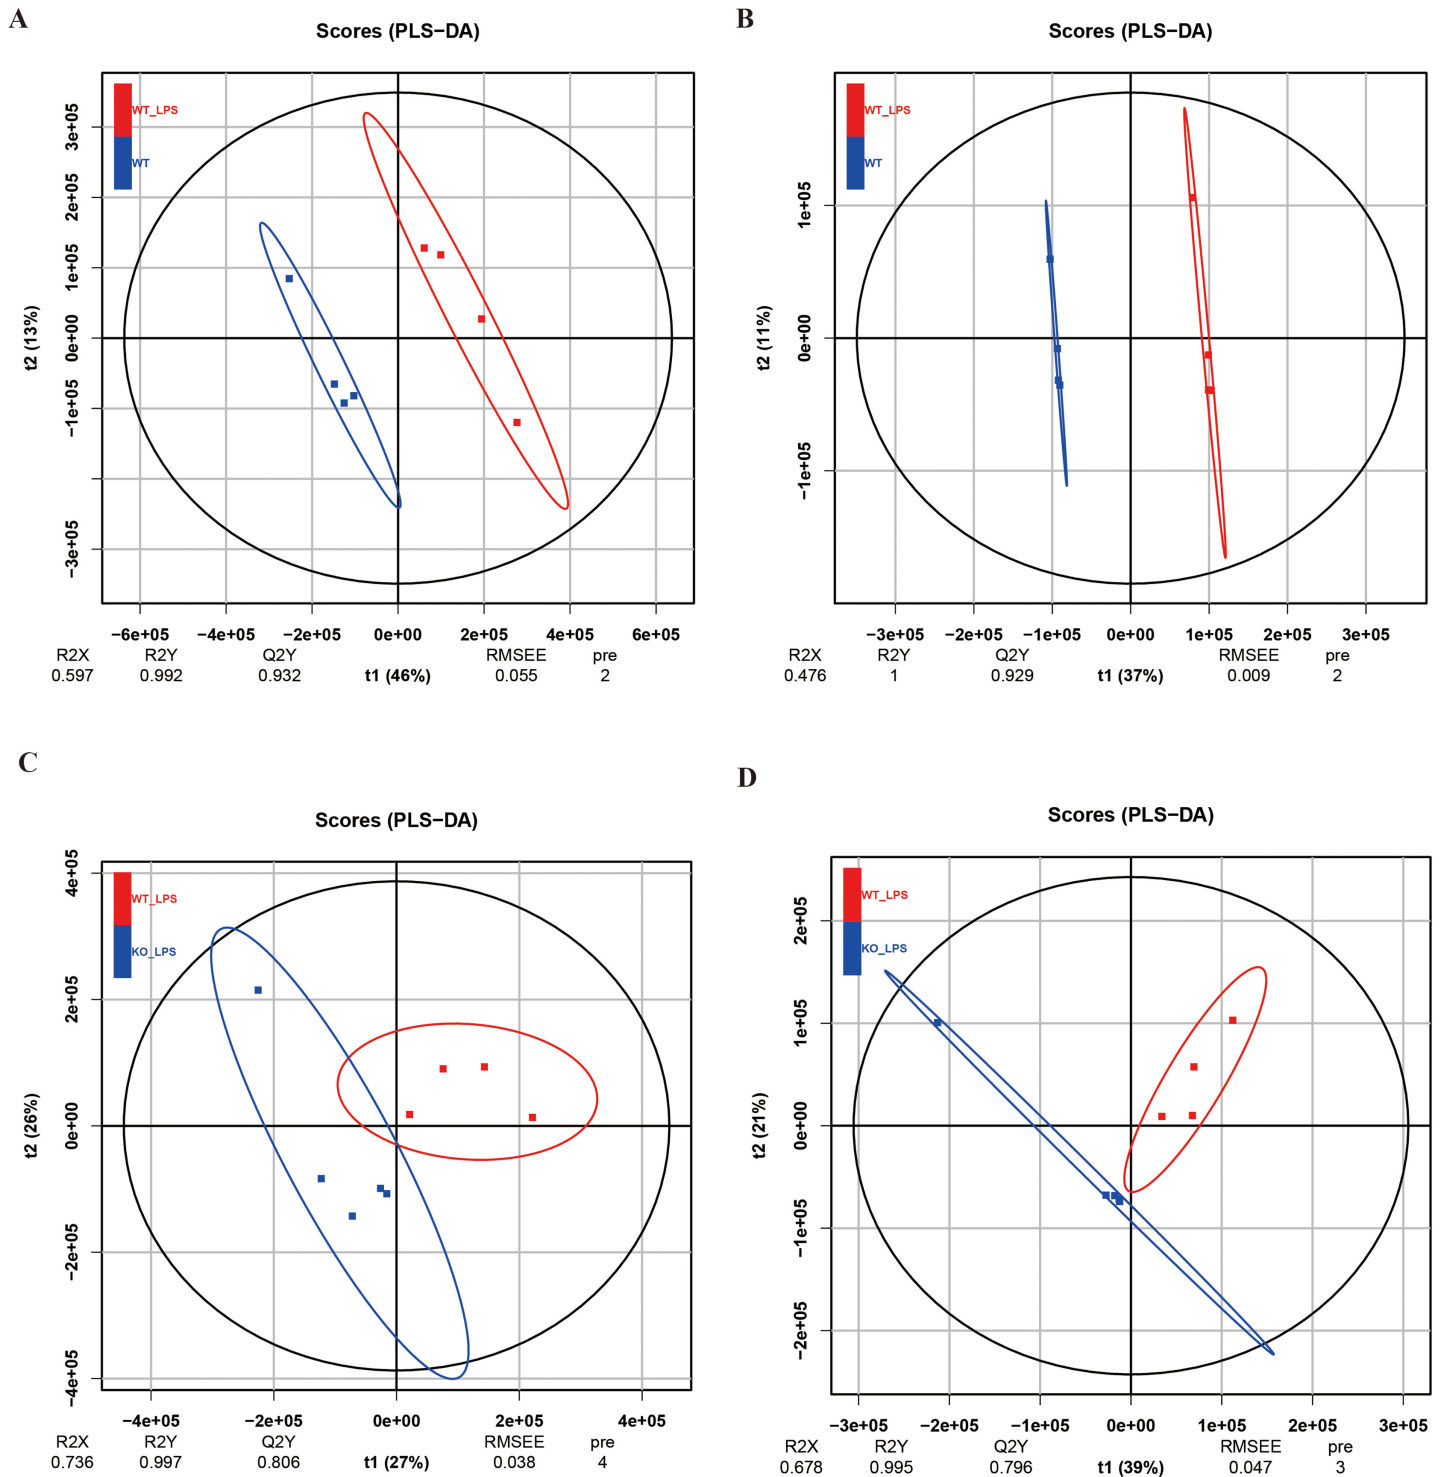 A
Scores (PLS−DA)
WT_LPS
WT
t2 (13%)
3e+05
2e+05
1e+05
0e+00
−1e+05
−3e+05
−6e+05 −4e+05 −2e+05 0e+00 2e+05 4e+05 6e+05
R2X R2Y Q2Y RMSEE pre
0.597 0.992 0.932 t1 (46%) 0.055 2
B
Scores (PLS−DA)
WT_LPS
WT
t2 (11%)
1e+05
0e+00
−1e+05
−3e+05 −2e+05 −1e+05 0e+00 1e+05 2e+05 3e+05
R2X R2Y Q2Y RMSEE pre
0.476 1 0.929 t1 (37%) 0.009 2
C
Scores (PLS−DA)
WT_LPS
KO_LPS
t2 (26%)
4e+05
2e+05
0e+00
−2e+05
−4e+05
−4e+05 −2e+05 0e+00 2e+05 4e+05
R2X R2Y Q2Y RMSEE pre
0.736 0.997 0.806 t1 (27%) 0.038 4
D
Scores (PLS−DA)
WT_LPS
KO_LPS
t2 (21%)
2e+05
1e+05
0e+00
−1e+05
−2e+05
−3e+05 −2e+05 −1e+05 0e+00 1e+05 2e+05 3e+05
R2X R2Y Q2Y RMSEE pre
0.678 0.995 0.796 t1 (39%) 0.047 3